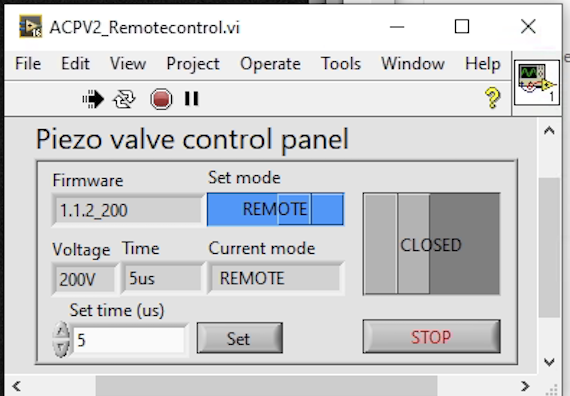 ACPV2_Remotecontrol.vi
File Edit View Project Operate Tools Window Help
16
?
1
Piezo valve control panel
Firmware
Set mode
1.1.2_200
REMOTE
CLOSED
Voltage Time Current mode
200V 5us REMOTE
Set time (us)
5 Set STOP